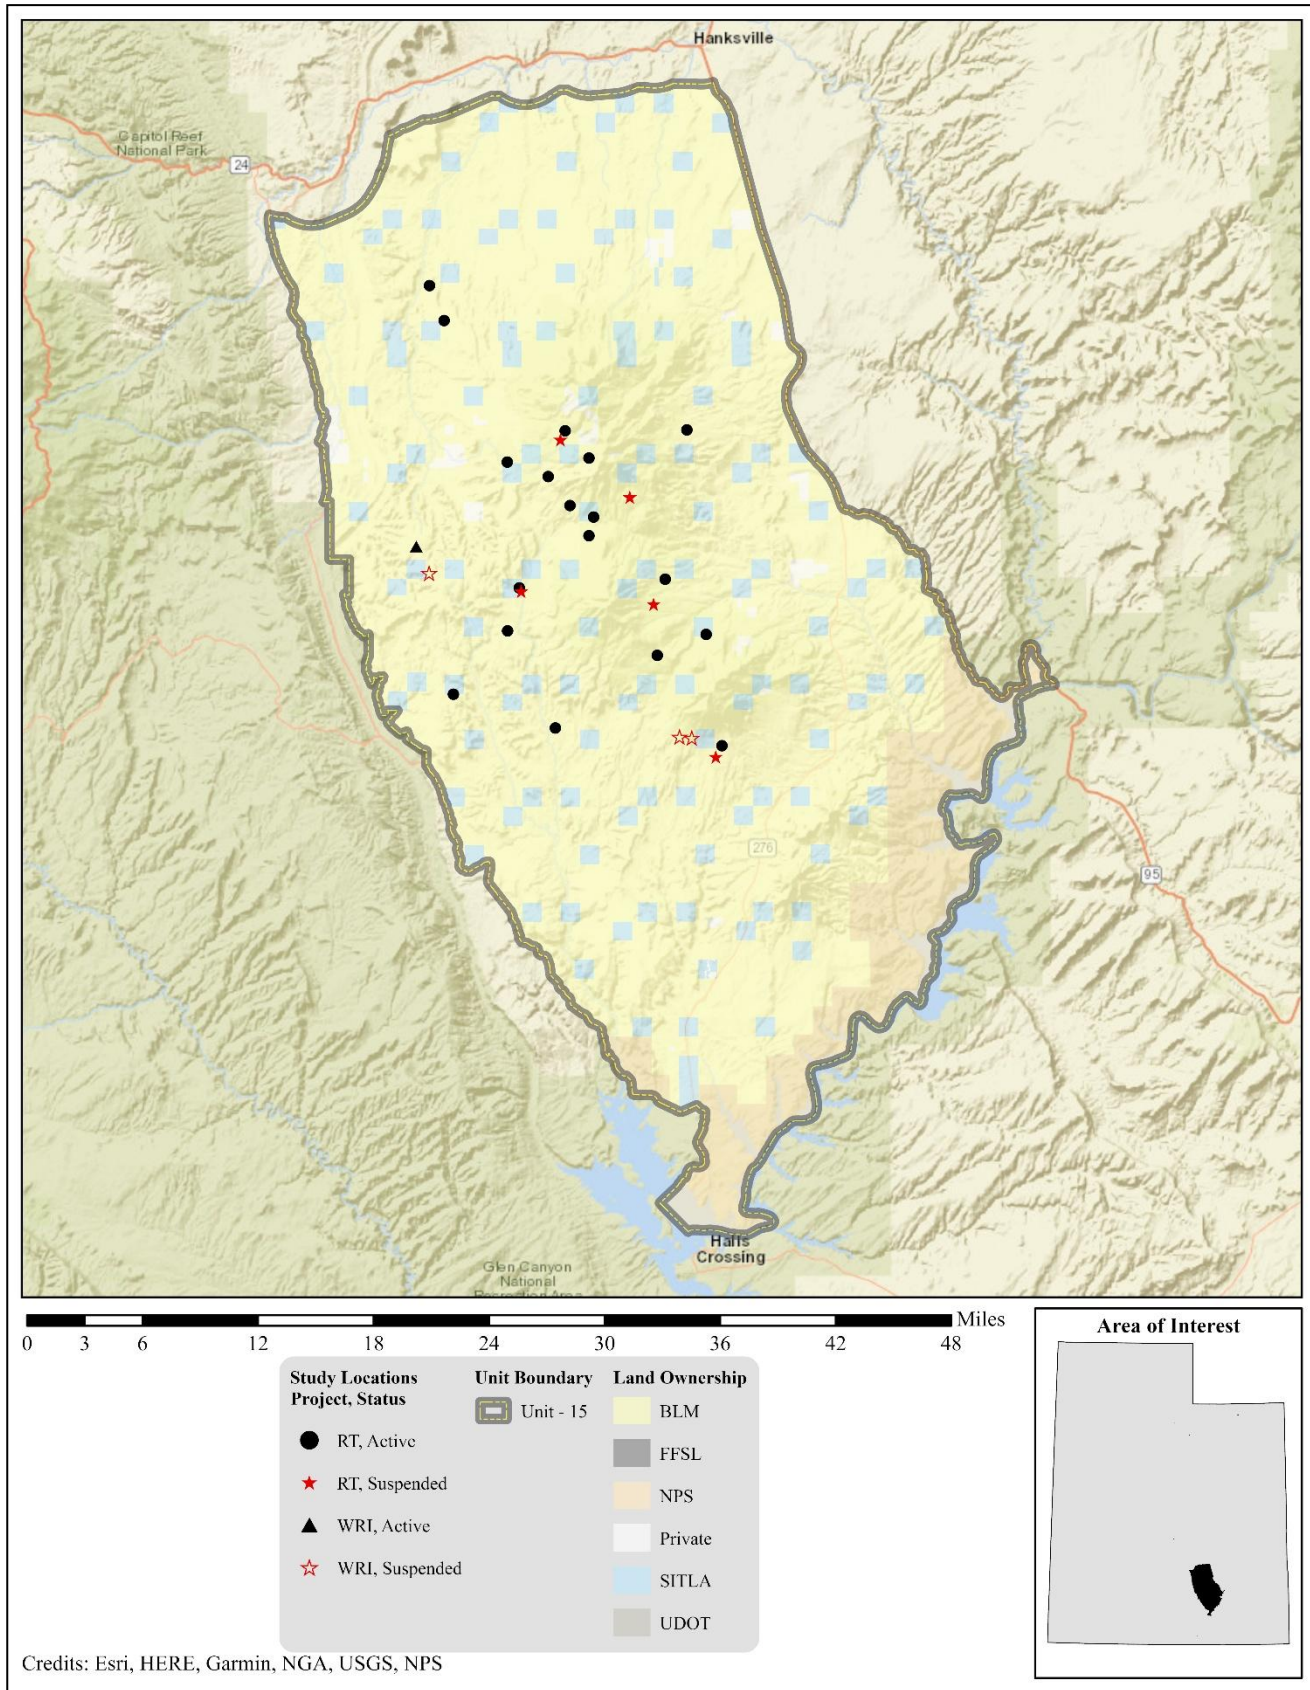 Hanksville
Capitol Reef
National Park
24
276
95
Halls
Crossing
Glen Canyon
National
Recreation Area
Miles
0 3 6 12 18 24 30 36 42 48
Area of Interest
Study Locations
Project, Status
RT, Active
RT, Suspended
WRI, Active
WRI, Suspended
Unit Boundary
Unit - 15
Land Ownership
BLM
FFSL
NPS
Private
SITLA
UDOT
Credits: Esri, HERE, Garmin, NGA, USGS, NPS